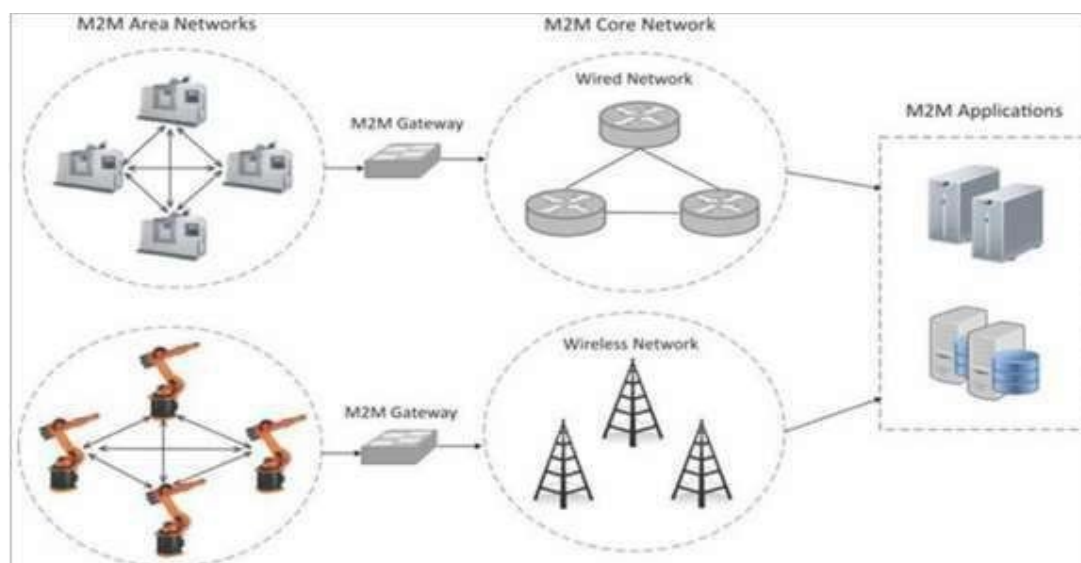 M2M Area Networks
M2M Core Network
Wired Network
M2M Gateway
M2M Applications
Wireless Network
M2M Gateway